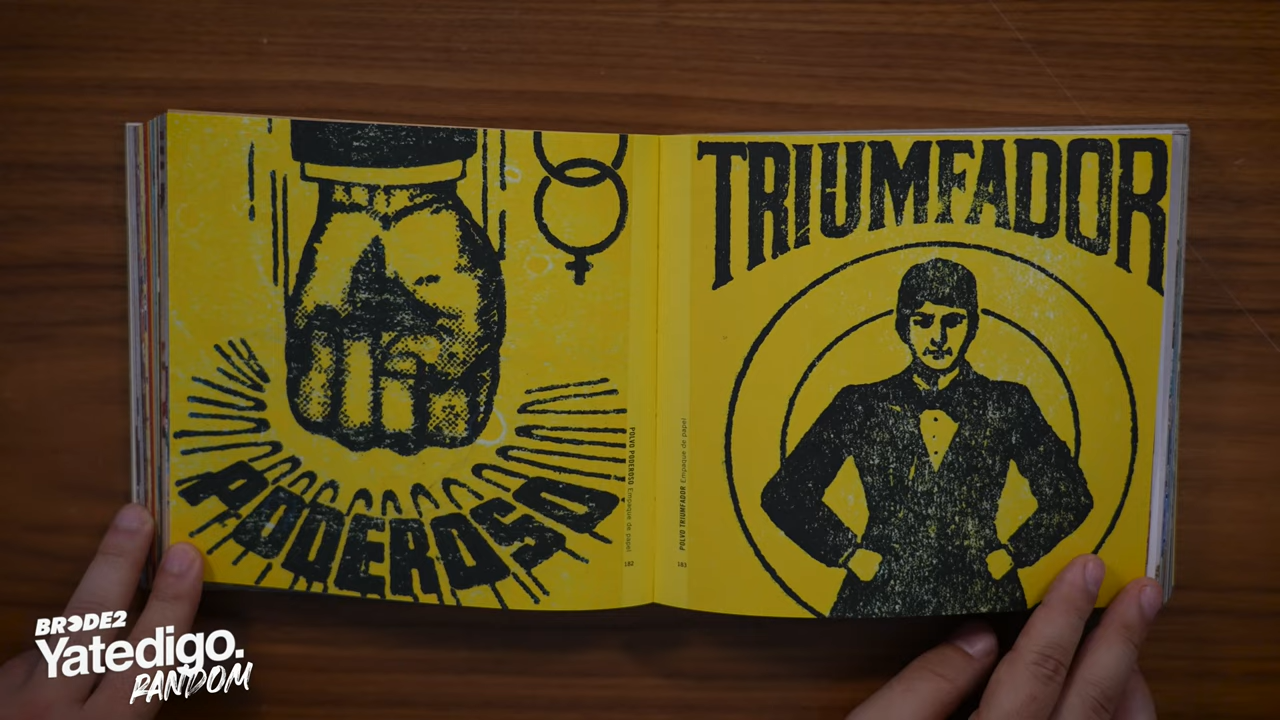 PODEROSO
POLVO PODEROSO Empaque de papel
182
TRIUMFADOR
POLVO TRIUMFADOR Empaque de papel
183
BRODE2
Yatedigo.
RANDOM